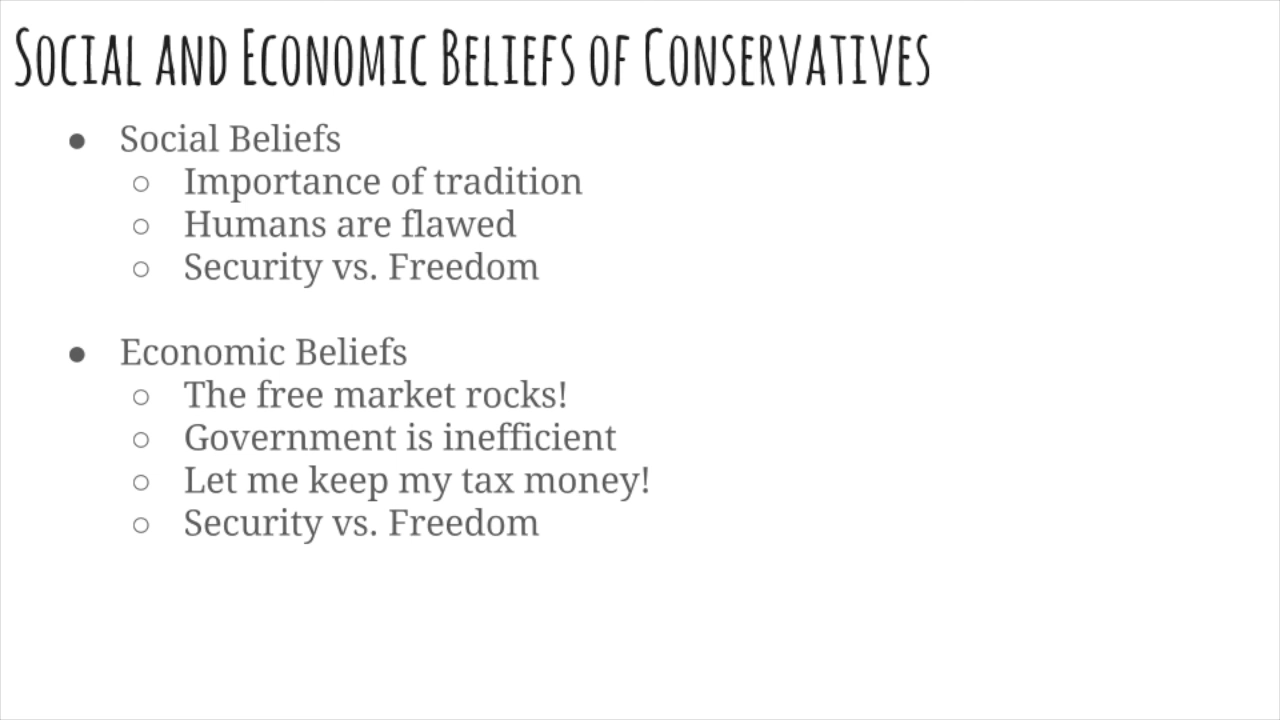 Social and Economic Beliefs of Conservatives
● Social Beliefs
○ Importance of tradition
○ Humans are flawed
○ Security vs. Freedom
● Economic Beliefs
○ The free market rocks!
○ Government is inefficient
○ Let me keep my tax money!
○ Security vs. Freedom